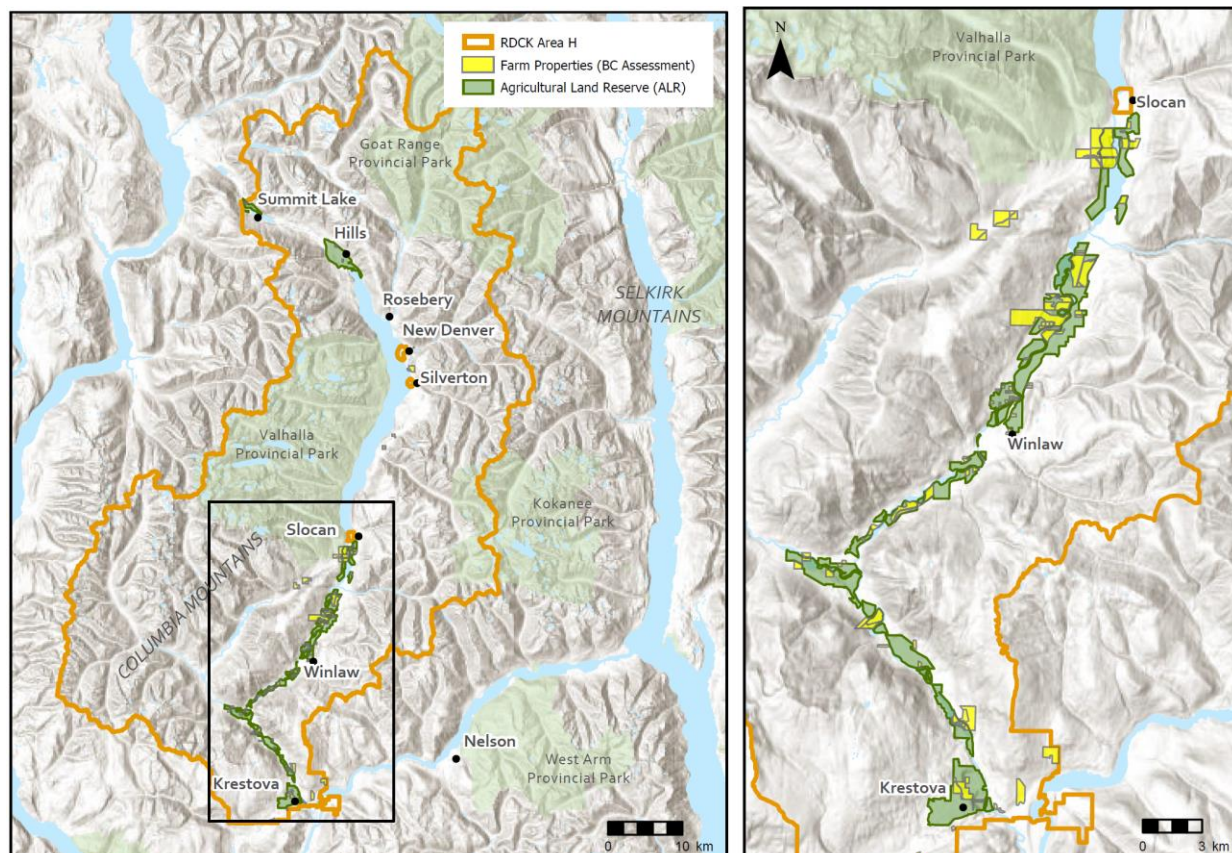 RDCK Area H
Farm Properties (BC Assessment)
Agricultural Land Reserve (ALR)
Goat Range
Provincial Park
Summit Lake
Hills
Rosebery
SELKIRK
MOUNTAINS
New Denver
Silverton
Valhalla
Provincial Park
Kokanee
Provincial Park
Slocan
COLUMBIA MOUNTAINS
Winlaw
Nelson
West Arm
Provincial Park
Krestova
0 10 km
Valhalla
Provincial Park
N
Slocan
Winlaw
Krestova
0 3 km